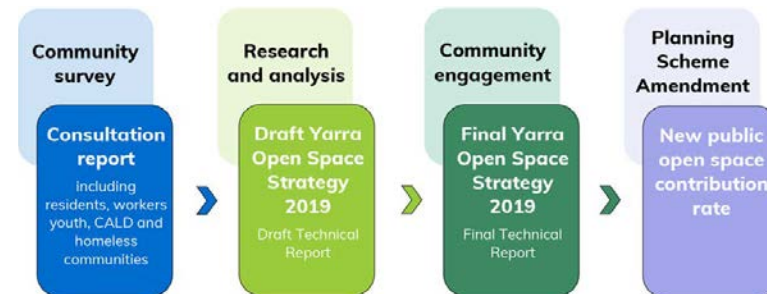 Community
survey
Consultation
report
including
residents, workers
youth, CALD and
homeless
communities
Research
and analysis
Draft Yarra
Open Space
Strategy
2019
Draft Technical
Report
Community
engagement
Final Yarra
Open Space
Strategy
2019
Final Technical
Report
Planning
Scheme
Amendment
New public
open space
contribution
rate